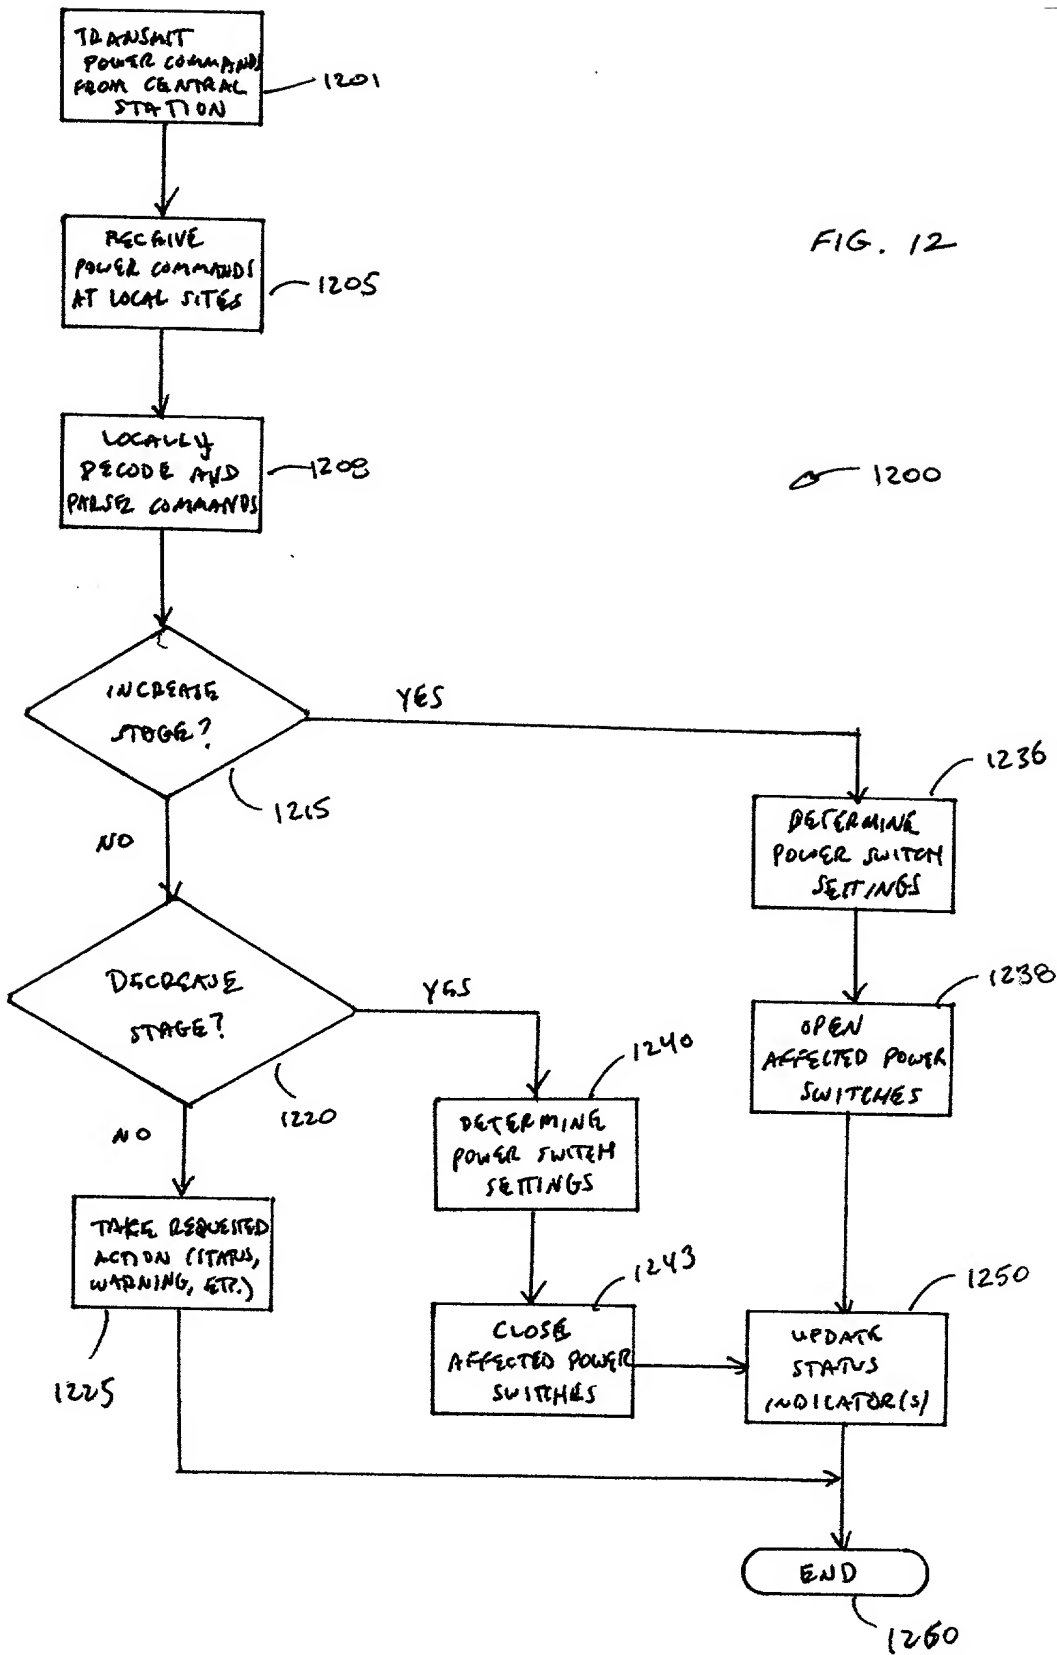 TRANSMIT
POWER COMMANDS
FROM CENTRAL
STATION
1201
RECEIVE
POWER COMMANDS
AT LOCAL SITES
1205
FIG. 12
LOCALLY
DECODE AND
PARSE COMMANDS
1208
1200
INCREASE
STAGE?
YES
1215
NO
1236
DETERMINE
POWER SWITCH
SETTINGS
DECREASE
STAGE?
YES
1220
NO
1238
OPEN
AFFECTED POWER
SWITCHES
1240
DETERMINE
POWER SWITCH
SETTINGS
TAKE REQUESTED
ACTION (STATUS,
WARNING, ETC.)
1225
1243
CLOSE
AFFECTED POWER
SWITCHES
1250
UPDATE
STATUS
INDICATOR(S)
END
1260